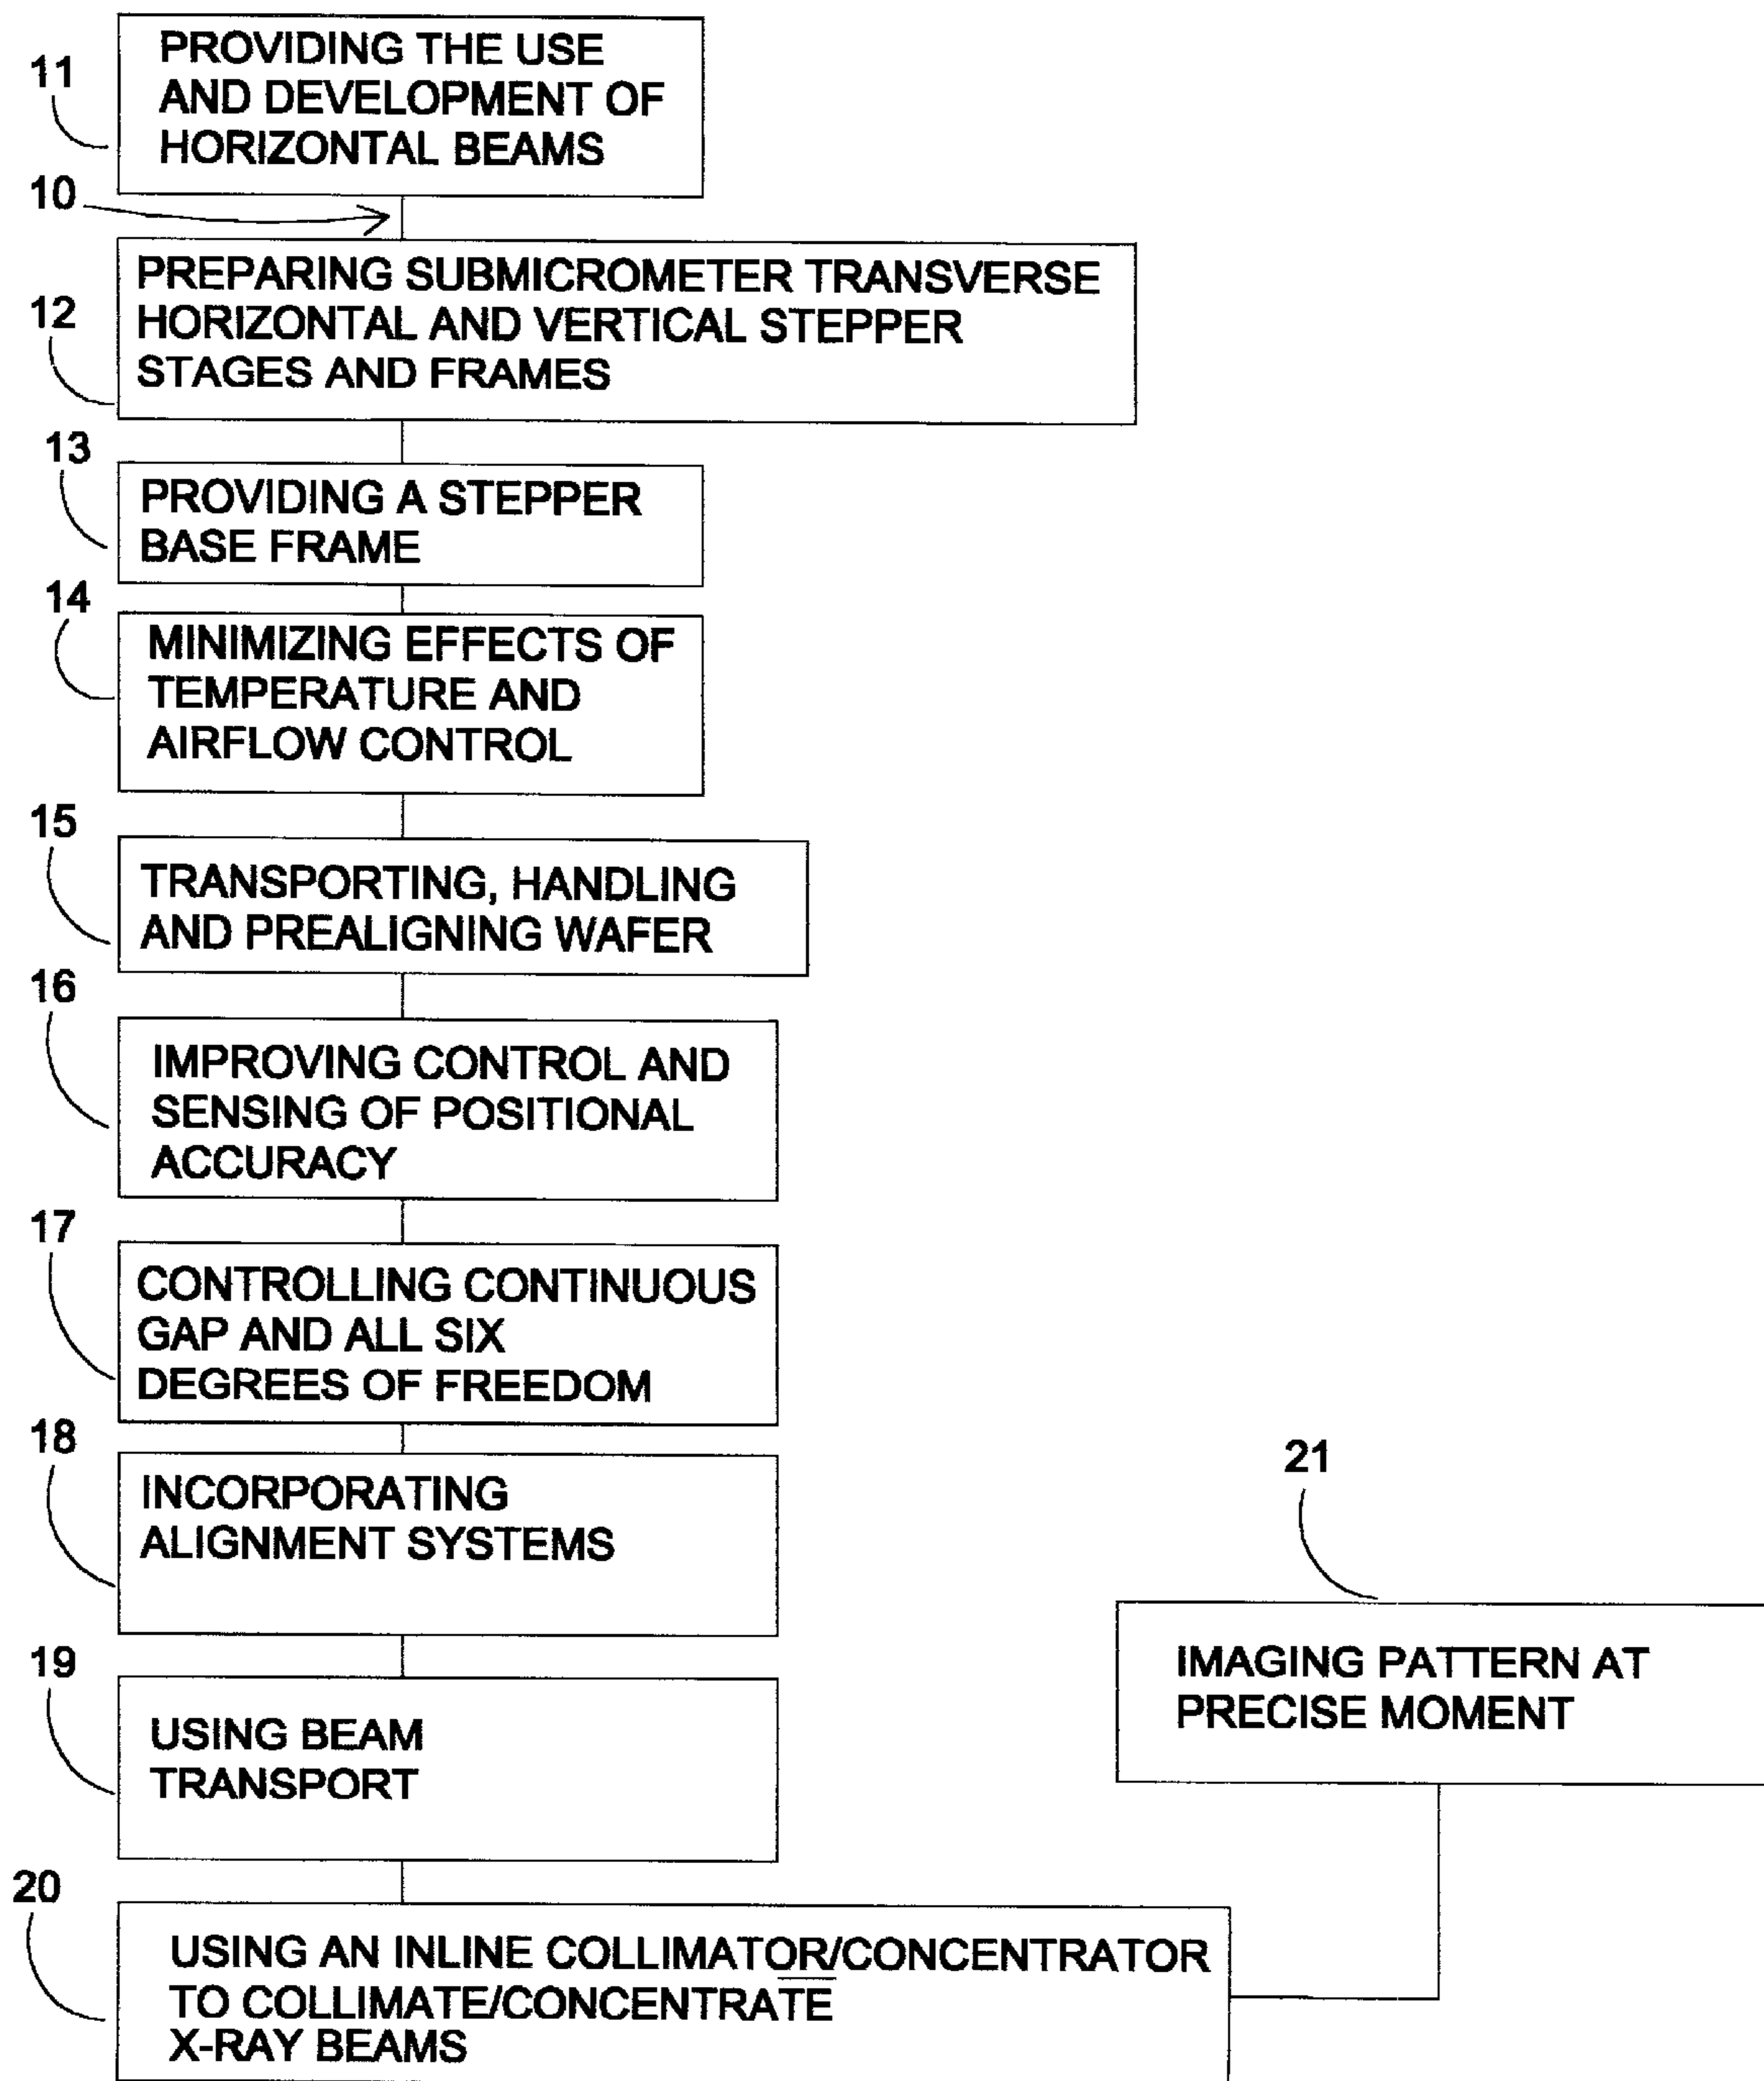 11
PROVIDING THE USE
AND DEVELOPMENT OF
HORIZONTAL BEAMS
10
12
PREPARING SUBMICROMETER TRANSVERSE
HORIZONTAL AND VERTICAL STEPPER
STAGES AND FRAMES
13
PROVIDING A STEPPER
BASE FRAME
14
MINIMIZING EFFECTS OF
TEMPERATURE AND
AIRFLOW CONTROL
15
TRANSPORTING, HANDLING
AND PREALIGNING WAFER
16
IMPROVING CONTROL AND
SENSING OF POSITIONAL
ACCURACY
17
CONTROLLING CONTINUOUS
GAP AND ALL SIX
DEGREES OF FREEDOM
18
INCORPORATING
ALIGNMENT SYSTEMS
19
USING BEAM
TRANSPORT
20
USING AN INLINE COLLIMATOR/CONCENTRATOR
TO COLLIMATE/CONCENTRATE
X-RAY BEAMS
21
IMAGING PATTERN AT
PRECISE MOMENT